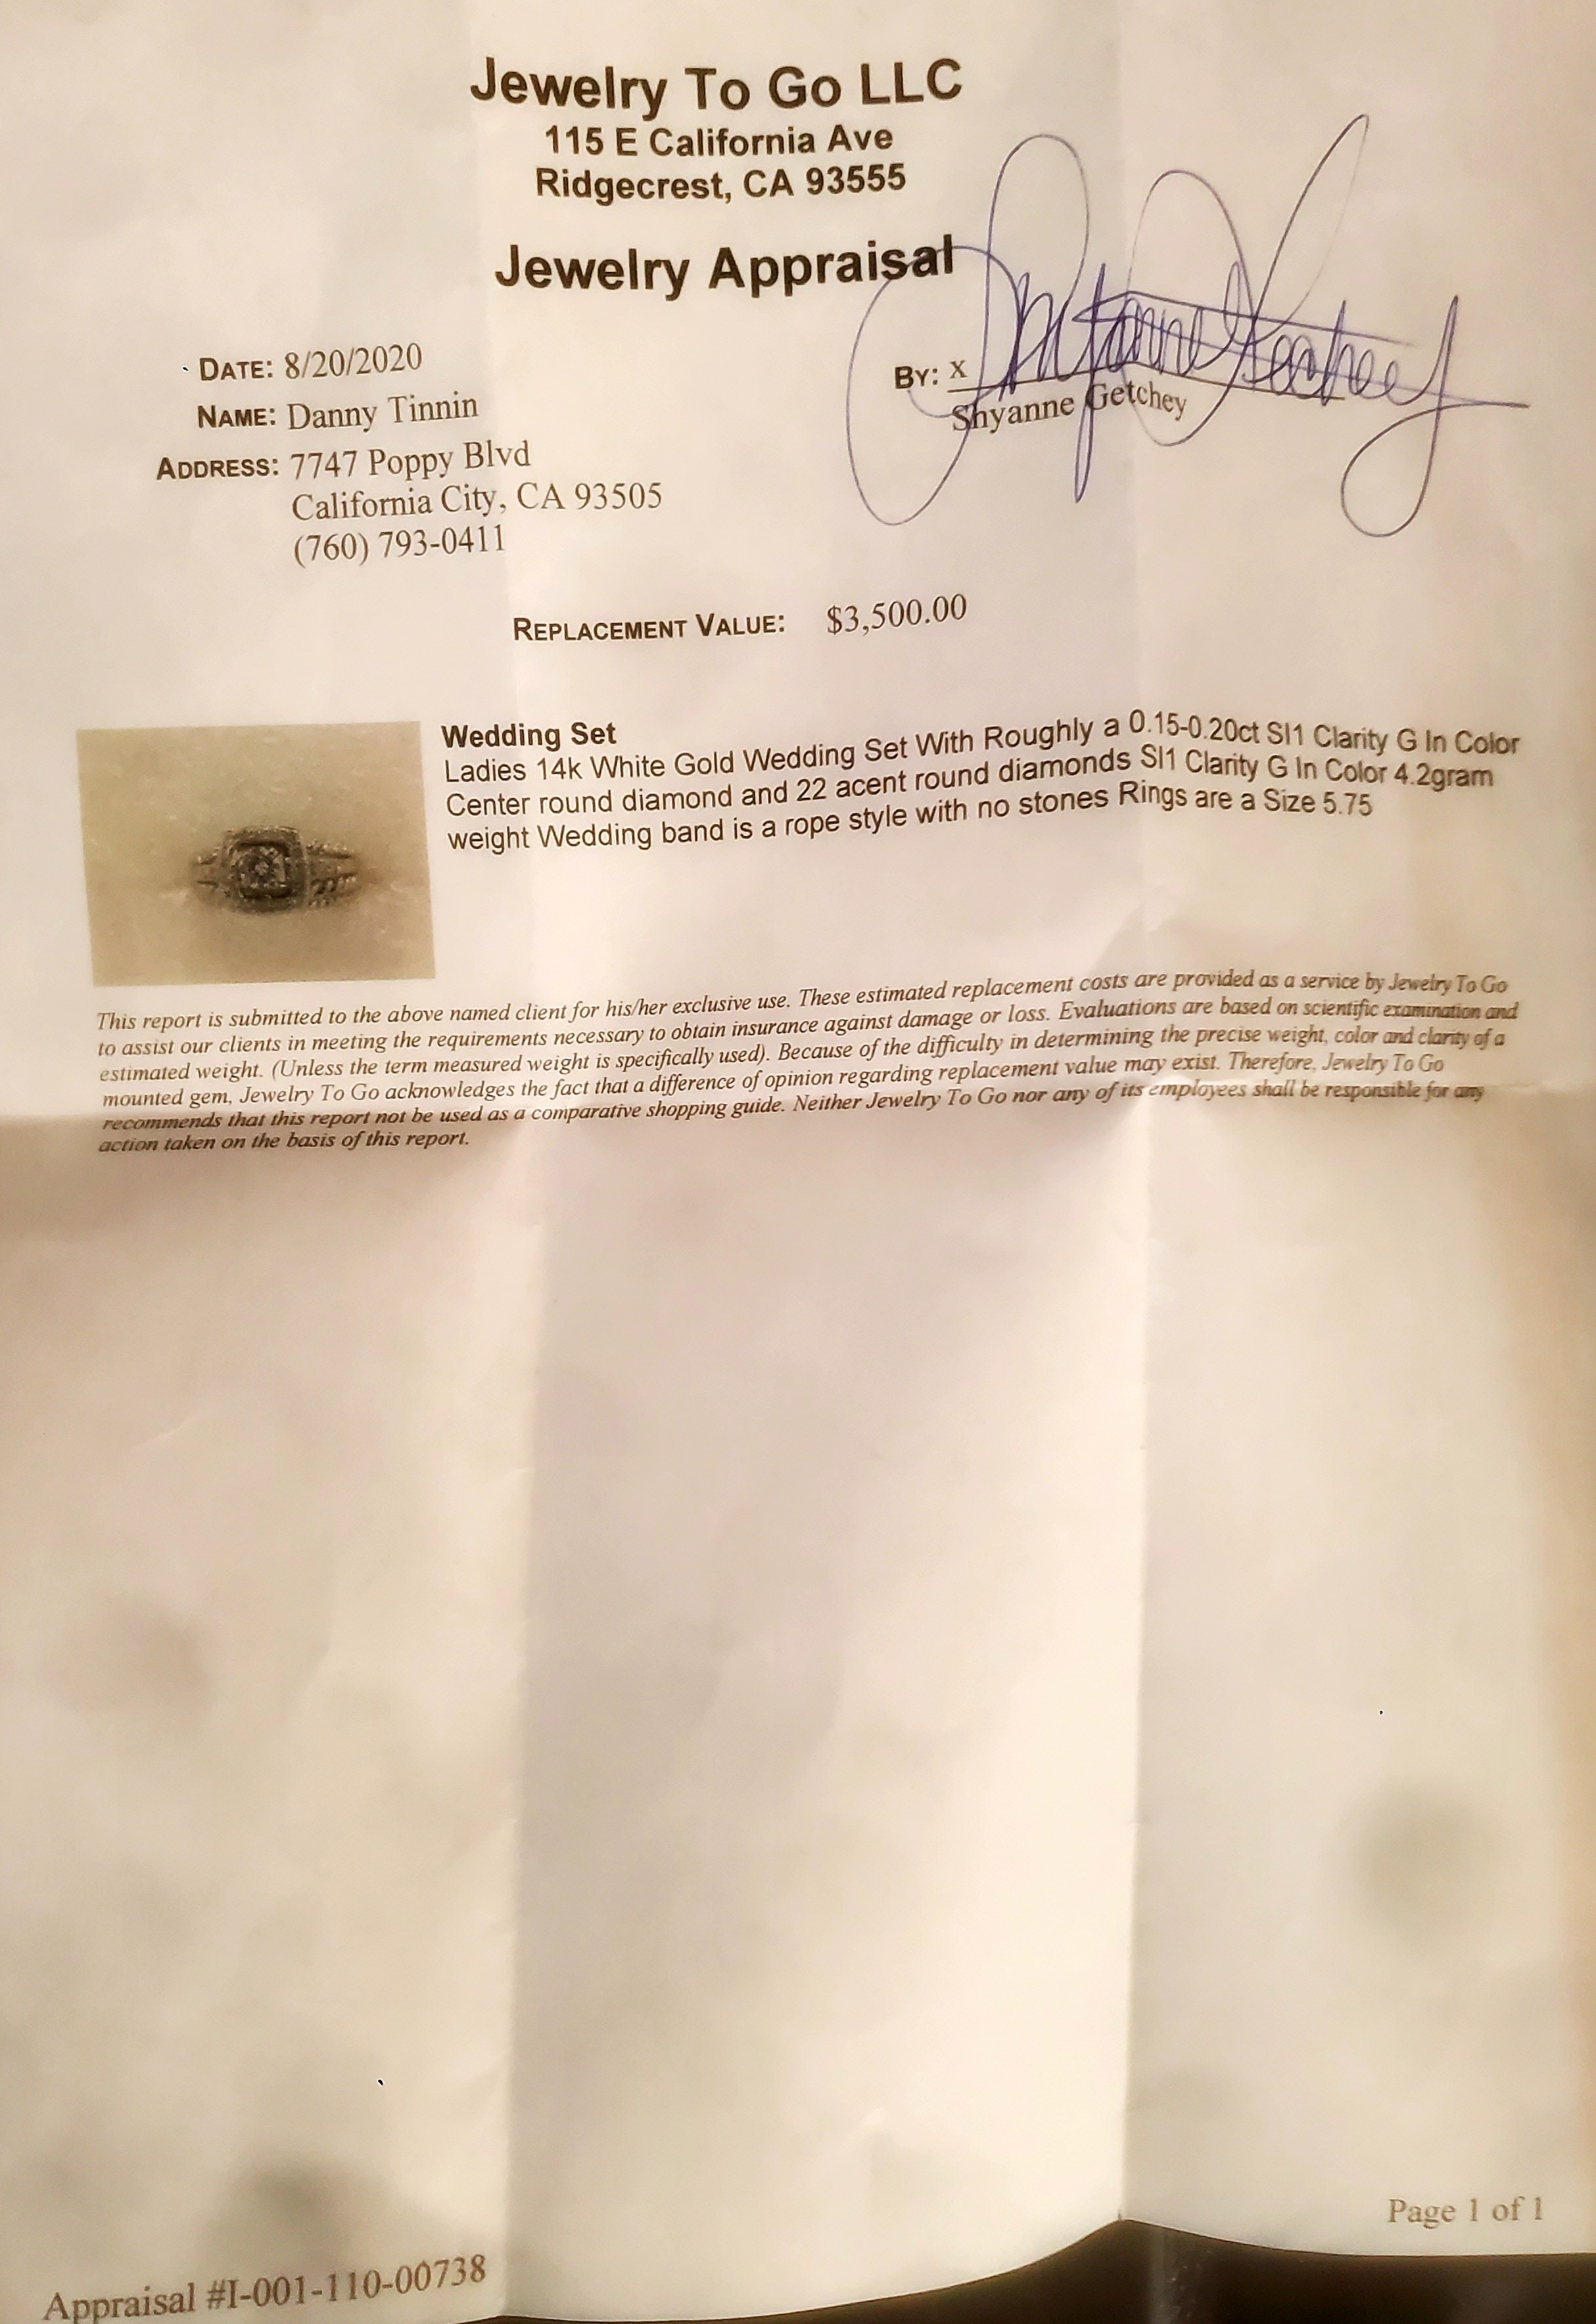 Jewelry To Go LLC
115 E California Ave
Ridgecrest, CA 93555
Jewelry Appraisal
DATE: 8/20/2020
NAME: Danny Tinnin
ADDRESS: 7747 Poppy Blvd
California City, CA 93505
(760) 793-0411
BY: x Shyanne Getchey
Shyanne Getchey
REPLACEMENT VALUE: $3,500.00
Wedding Set
Ladies 14k White Gold Wedding Set With Roughly a 0.15-0.20ct SI1 Clarity G In Color
Center round diamond and 22 acent round diamonds SI1 Clarity G In Color 4.2gram
weight Wedding band is a rope style with no stones Rings are a Size 5.75
This report is submitted to the above named client for his/her exclusive use. These estimated replacement costs are provided as a service by Jewelry To Go
to assist our clients in meeting the requirements necessary to obtain insurance against damage or loss. Evaluations are based on scientific examination and
estimated weight. (Unless the term measured weight is specifically used). Because of the difficulty in determining the precise weight, color and clarity of a
mounted gem, Jewelry To Go acknowledges the fact that a difference of opinion regarding replacement value may exist. Therefore, Jewelry To Go
recommends that this report not be used as a comparative shopping guide. Neither Jewelry To Go nor any of its employees shall be responsible for any
action taken on the basis of this report.
Page 1 of 1
Appraisal #I-001-110-00738